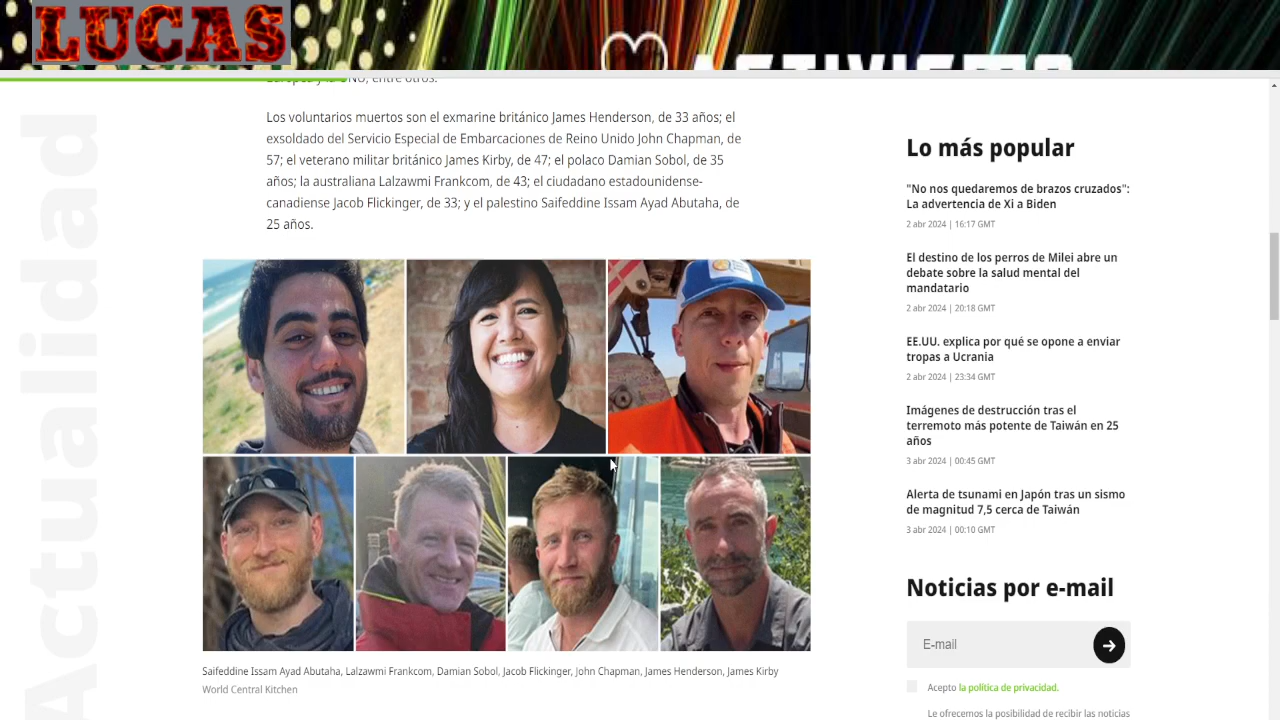 LUCAS
ACTIVISMO
Europea y la ONU, entre otros.
Los voluntarios muertos son el exmarine británico James Henderson, de 33 años; el
exsoldado del Servicio Especial de Embarcaciones de Reino Unido John Chapman, de
57; el veterano militar británico James Kirby, de 47; el polaco Damian Sobol, de 35
años; la australiana Lalzawmi Frankcom, de 43; el ciudadano estadounidense-
canadiense Jacob Flickinger, de 33; y el palestino Saifeddine Issam Ayad Abutaha, de
25 años.
Saifeddine Issam Ayad Abutaha, Lalzawmi Frankcom, Damian Sobol, Jacob Flickinger, John Chapman, James Henderson, James Kirby
World Central Kitchen
Actualidad
Lo más popular
"No nos quedaremos de brazos cruzados":
La advertencia de Xi a Biden
2 abr 2024 | 16:17 GMT
El destino de los perros de Milei abre un
debate sobre la salud mental del
mandatario
2 abr 2024 | 20:18 GMT
EE.UU. explica por qué se opone a enviar
tropas a Ucrania
2 abr 2024 | 23:34 GMT
Imágenes de destrucción tras el
terremoto más potente de Taiwán en 25
años
3 abr 2024 | 00:45 GMT
Alerta de tsunami en Japón tras un sismo
de magnitud 7,5 cerca de Taiwán
3 abr 2024 | 00:10 GMT
Noticias por e-mail
E-mail
Acepto la política de privacidad.
Le ofrecemos la posibilidad de recibir las noticias